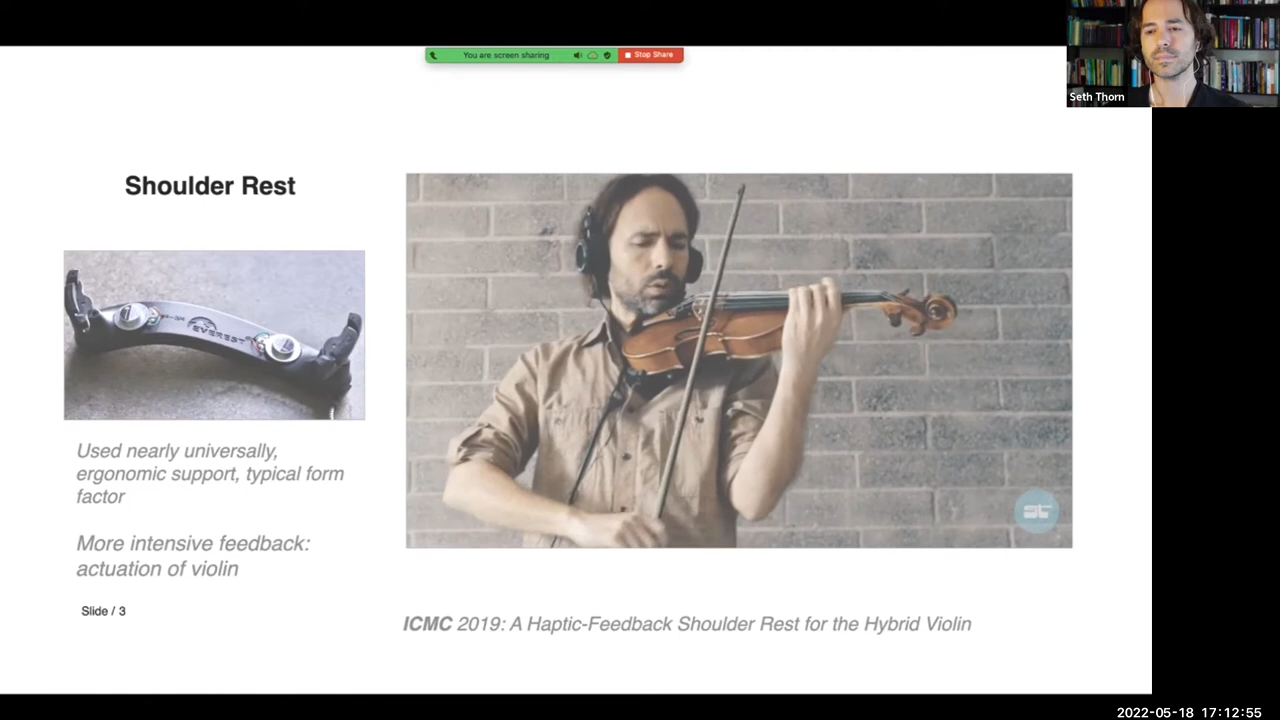 You are screen sharing
Stop Share
Seth Thorn
Shoulder Rest
EVEREST
Used nearly universally,
ergonomic support, typical form
factor
More intensive feedback:
actuation of violin
Slide / 3
st
ICMC 2019: A Haptic-Feedback Shoulder Rest for the Hybrid Violin
2022-05-18 17:12:55